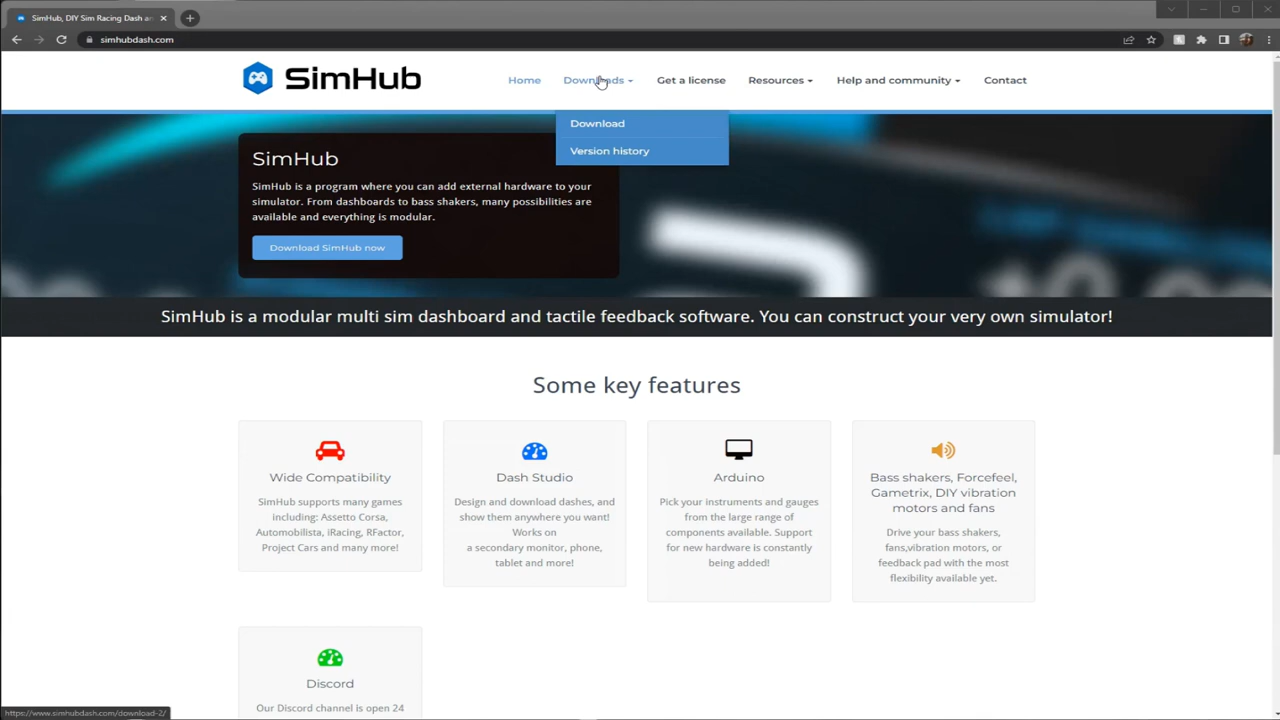 SimHub, DIY Sim Racing Dash an
simhubdash.com
SimHub
Home
Downloads
Get a license
Resources
Help and community
Contact
Download
Version history
SimHub
SimHub is a program where you can add external hardware to your
simulator. From dashboards to bass shakers, many possibilities are
available and everything is modular.
Download SimHub now
SimHub is a modular multi sim dashboard and tactile feedback software. You can construct your very own simulator!
Some key features
Wide Compatibility
SimHub supports many games
including: Assetto Corsa,
Automobilista, iRacing, RFactor,
Project Cars and many more!
Dash Studio
Design and download dashes, and
show them anywhere you want!
Works on
a secondary monitor, phone,
tablet and more!
Arduino
Pick your instruments and gauges
from the large range of
components available. Support
for new hardware is constantly
being added!
Bass shakers, Forcefeel,
Gametrix, DIY vibration
motors and fans
Drive your bass shakers,
fans,vibration motors, or
feedback pad with the most
flexibility available yet.
Discord
Our Discord channel is open 24
https://www.simhubdash.com/download-2/